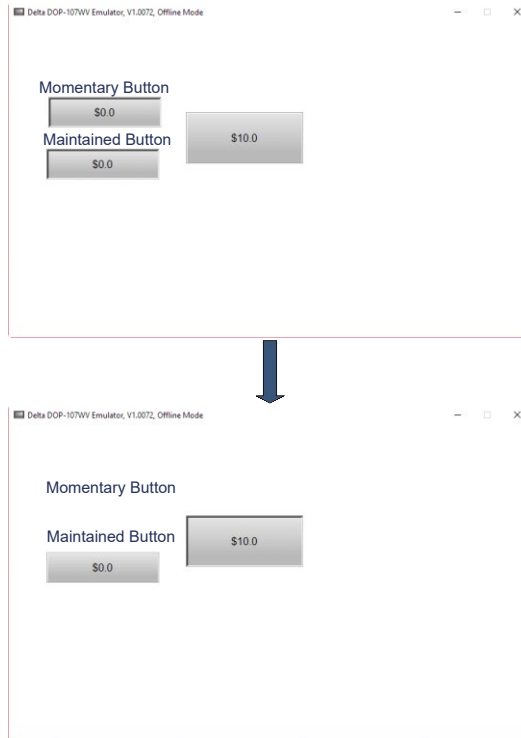 Delta DOP-107WV Emulator, V1.0072, Offline Mode
Momentary Button
$0.0
$10.0
Maintained Button
$0.0
Delta DOP-107WV Emulator, V1.0072, Offline Mode
Momentary Button
Maintained Button
$10.0
$0.0